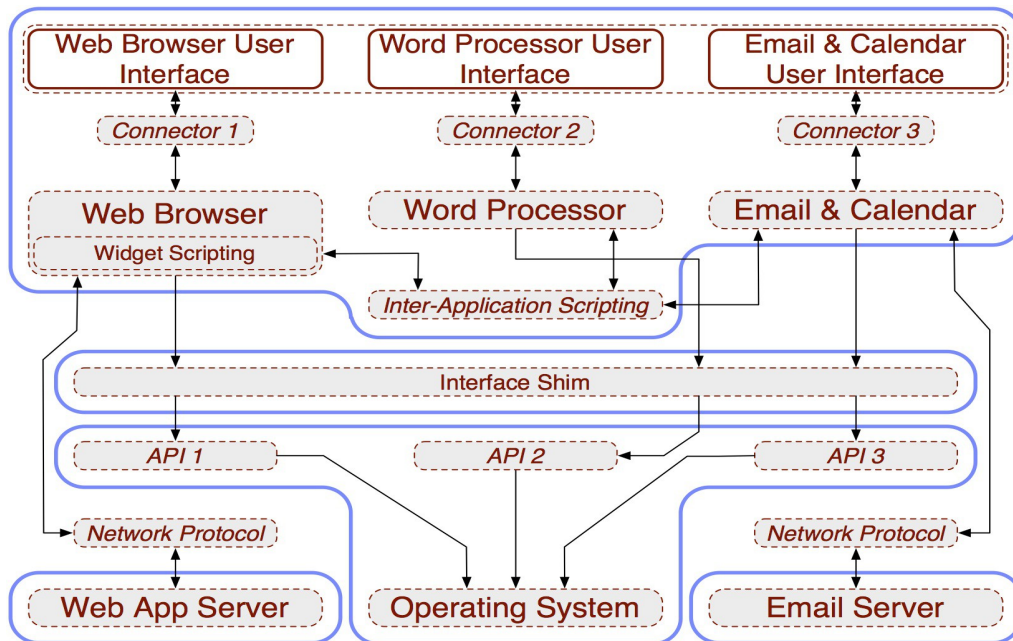 Web Browser User
Interface
Word Processor User
Interface
Email & Calendar
User Interface
Connector 1
Connector 2
Connector 3
Web Browser
Widget Scripting
Word Processor
Email & Calendar
Inter-Application Scripting
Interface Shim
API 1
API 2
API 3
Network Protocol
Network Protocol
Web App Server
Operating System
Email Server